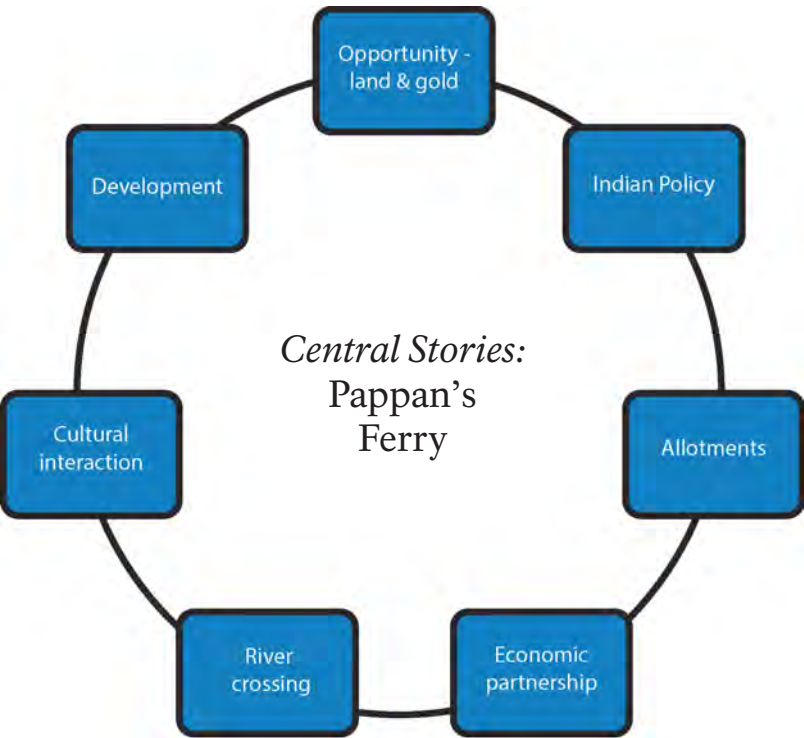 Opportunity -
land & gold
Indian Policy
Allotments
Economic
partnership
River
crossing
Cultural
interaction
Development
Central Stories:
Pappan's
Ferry